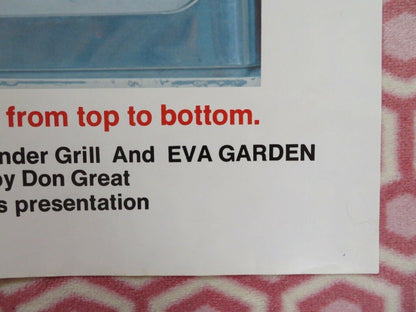 from top to bottom.
nder Grill And EVA GARDEN
by Don Great
s presentation